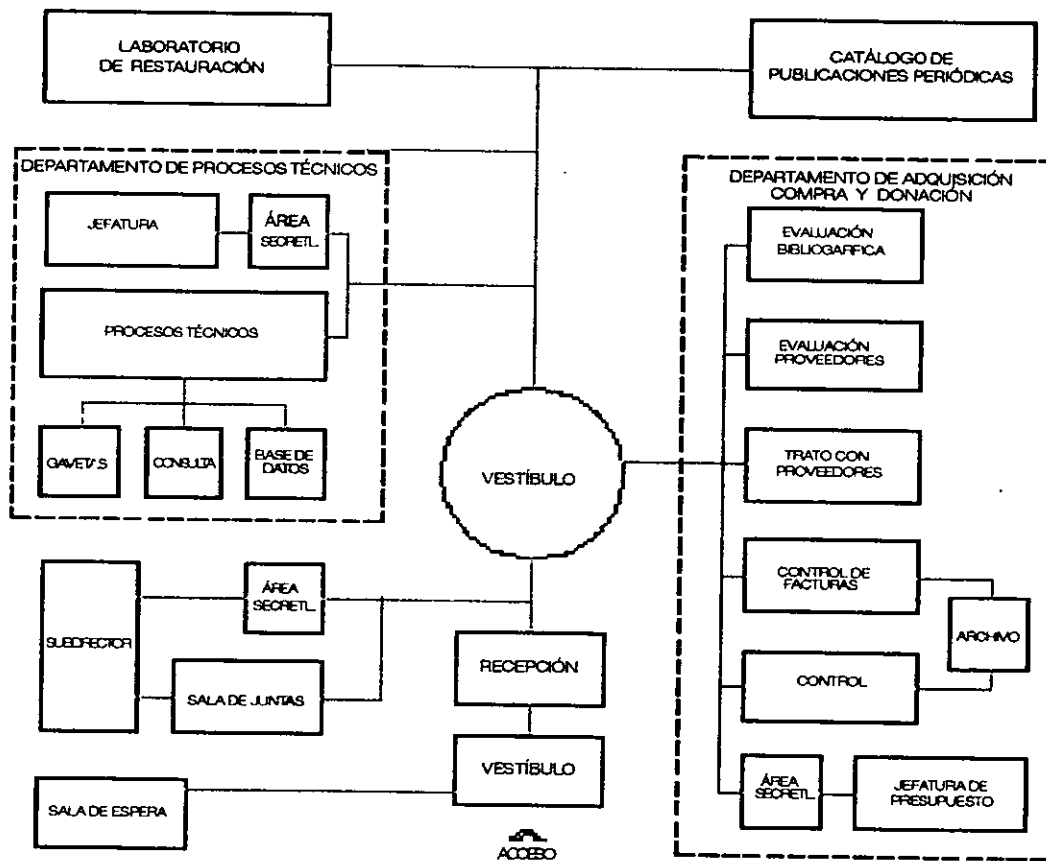 LABORATORIO
DE RESTAURACIÓN
CATÁLOGO DE
PUBLICACIONES PERIÓDICAS
DEPARTAMENTO DE PROCESOS TÉCNICOS
JEFATURA
ÁREA
SECRETL.
PROCESOS TÉCNICOS
GAVETAS
CONSULTA
BASE DE
DATOS
DEPARTAMENTO DE ADQUISICIÓN
COMPRA Y DONACIÓN
EVALUACIÓN
BIBLIOGARFICA
EVALUACIÓN
PROVEEDORES
TRATO CON
PROVEEDORES
CONTROL DE
FACTURAS
ARCHIVO
CONTROL
ÁREA
SECRETL.
JEFATURA DE
PRESUPUESTO
VESTÍBULO
SUBDRECTOR
ÁREA
SECRETL.
SALA DE JUNTAS
RECEPCIÓN
VESTÍBULO
SALA DE ESPERA
ACCESO